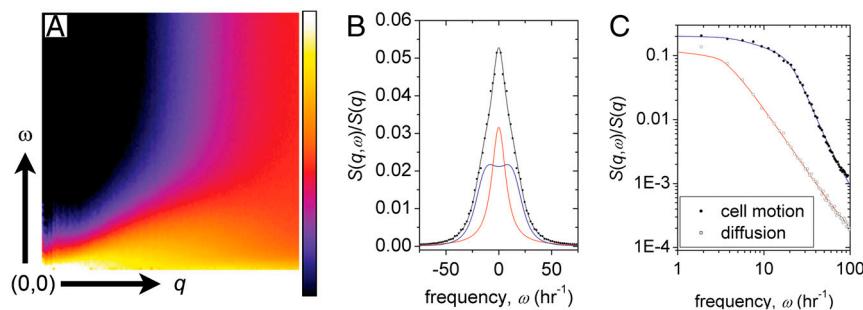 A
ω
(0,0)
q
B
S(q,ω)/S(q)
0.06
0.05
0.04
0.03
0.02
0.01
0.00
-50
0
50
frequency, ω (hr⁻¹)
C
S(q,ω)/S(q)
0.1
0.01
1E-3
1E-4
cell motion
diffusion
1
10
100
frequency, ω (hr⁻¹)